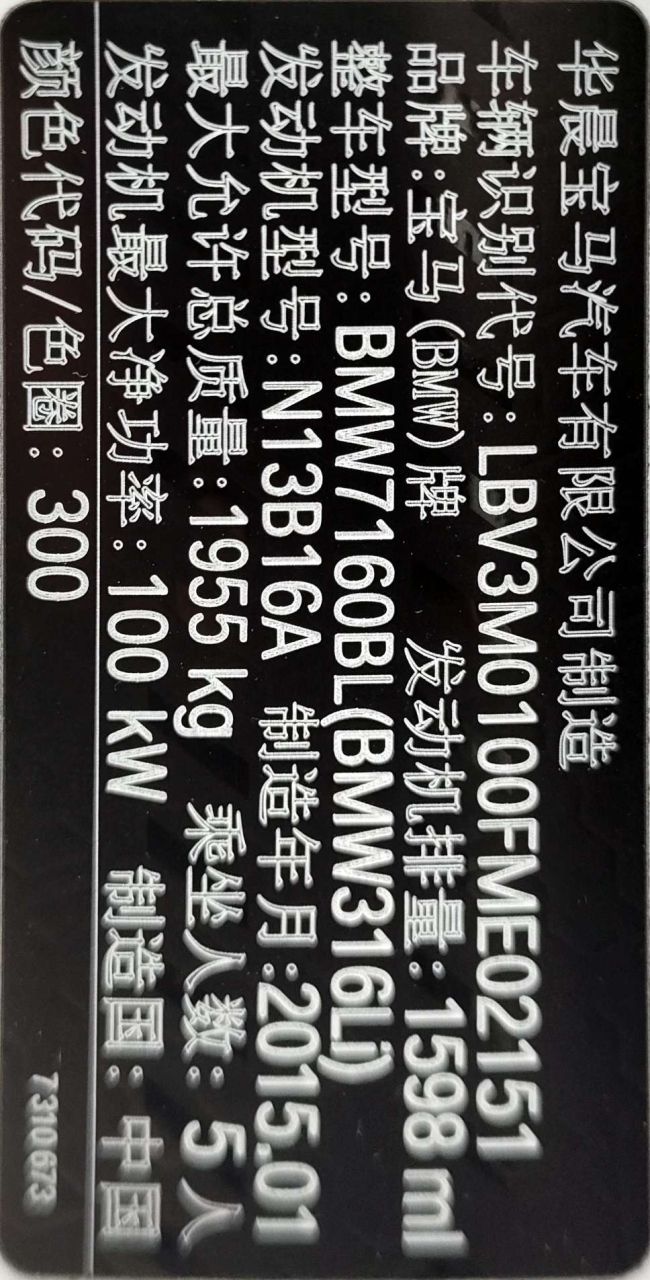 华晨宝马汽车有限公司制造
车辆识别代号：LBV3M0100FME02151
品牌：宝马(BMW)牌 发动机排量：1598 ml
整车型号：BMW7160BL(BMW316Li)
发动机型号：N13B16A 制造年月：2015.01
最大允许总质量：1955 kg 乘坐人数：5人
发动机最大净功率：100 kW 制造国：中国
颜色代码/色圈：300
7310673